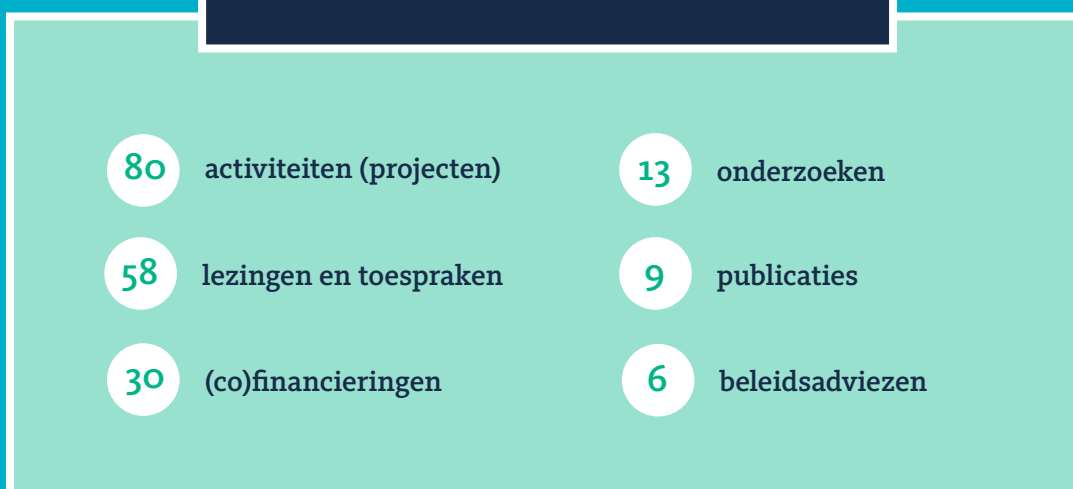 80 activiteiten (projecten)
58 lezingen en toespraken
30 (co)financieringen
13 onderzoeken
9 publicaties
6 beleidsadviezen